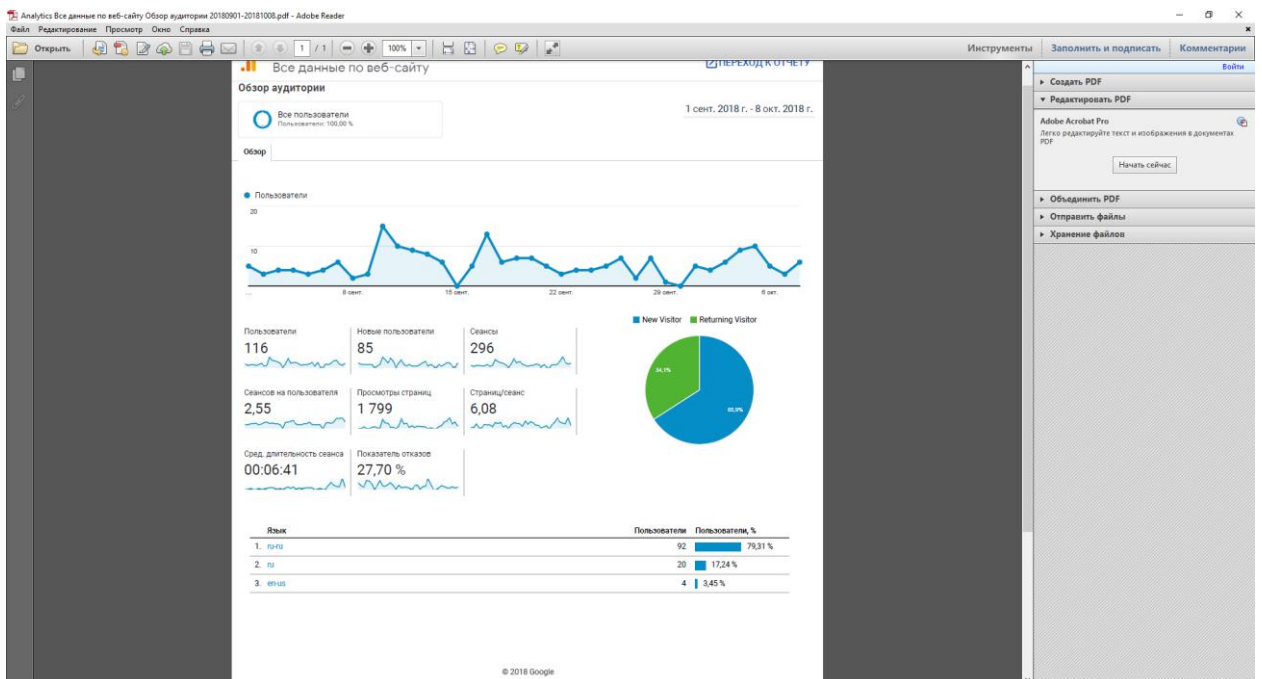 Analytics Все данные по веб-сайту Обзор аудитории 20180901-20181008.pdf - Adobe Reader
Файл Редактирование Просмотр Окно Справка
Открыть 1 / 1 100% Инструменты Заполнить и подписать Комментарии
Войти
Все данные по веб-сайту ПЕРЕХОД К ОТЧЕТУ
Обзор аудитории
Все пользователи
Пользователи: 100,00 %
1 сент. 2018 г. - 8 окт. 2018 г.
Обзор
Пользователи
20
10
... 8 сент. 15 сент. 22 сент. 29 сент. 6 окт.
New Visitor Returning Visitor
34,1%
65,9%
Пользователи Новые пользователи Сеансы
116 85 296
Сеансов на пользователя Просмотры страниц Страниц/сеанс
2,55 1 799 6,08
Сред. длительность сеанса Показатель отказов
00:06:41 27,70 %
Язык Пользователи Пользователи, %
1. ru-ru 92 79,31 %
2. ru 20 17,24 %
3. en-us 4 3,45 %
© 2018 Google
Создать PDF
Редактировать PDF
Adobe Acrobat Pro
Легко редактируйте текст и изображения в документах
PDF
Начать сейчас
Объединить PDF
Отправить файлы
Хранение файлов